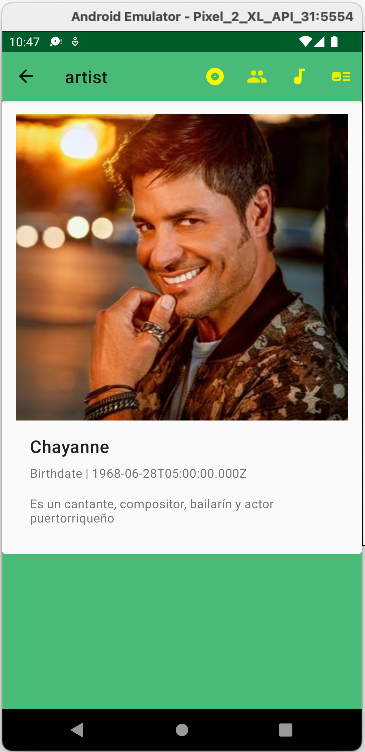 Android Emulator - Pixel_2_XL_API_31:5554
10:47
artist
Chayanne
Birthdate | 1968-06-28T05:00:00.000Z
Es un cantante, compositor, bailarín y actor
puertorriqueño